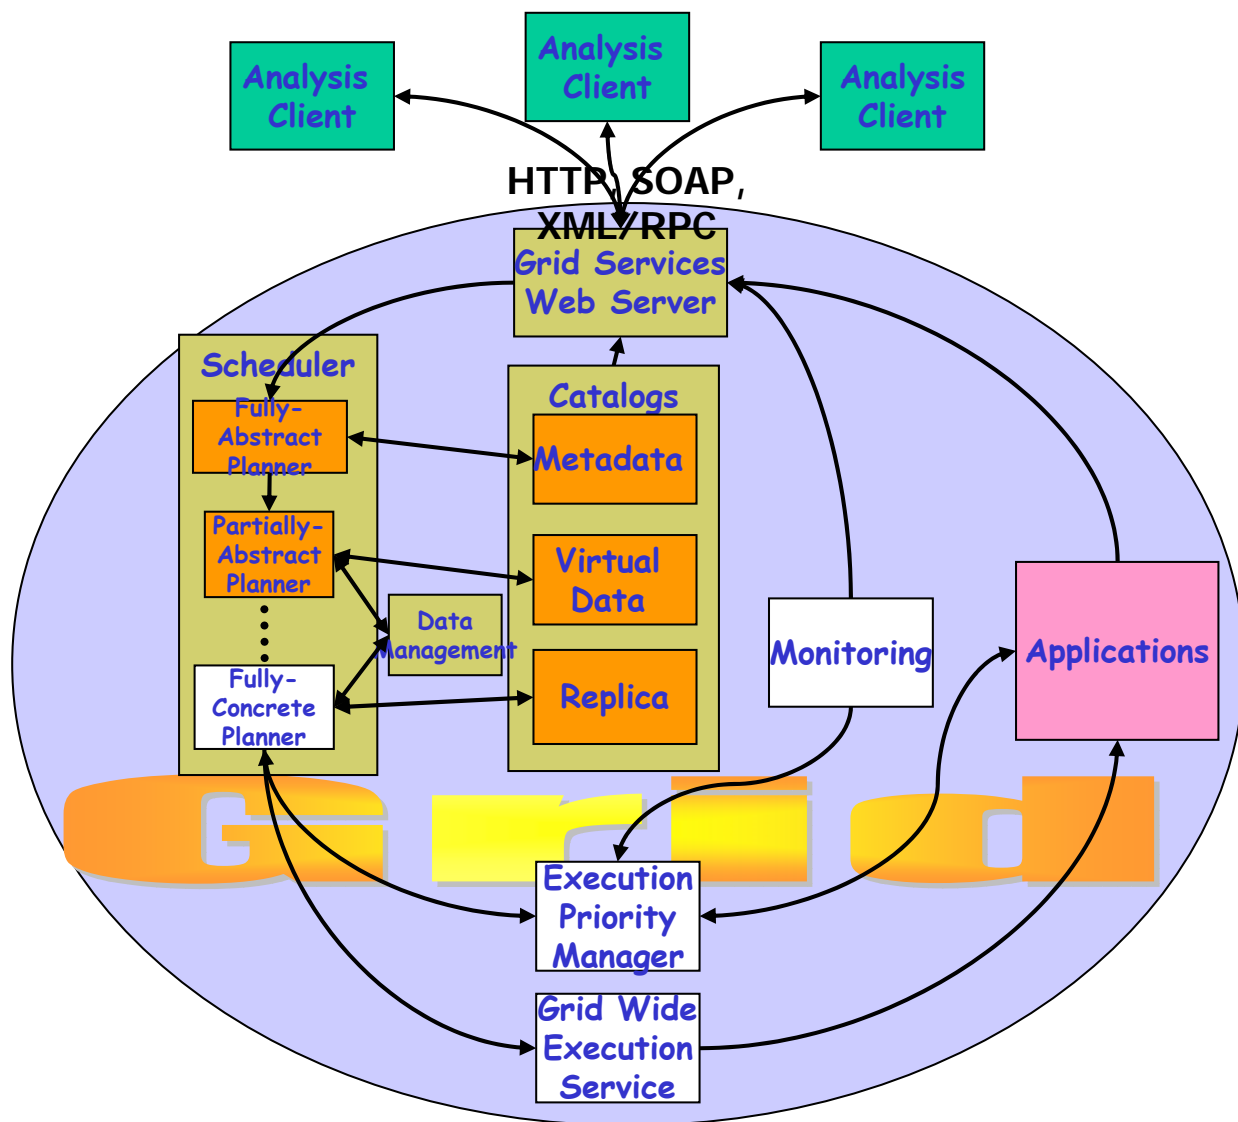 Analysis
Client
Analysis
Client
Analysis
Client
HTTP, SOAP,
XML/RPC
Grid Services
Web Server
Scheduler
Fully-
Abstract
Planner
Partially-
Abstract
Planner
Fully-
Concrete
Planner
Data
Management
Catalogs
Metadata
Virtual
Data
Replica
Monitoring
Applications
Grid
Execution
Priority
Manager
Grid Wide
Execution
Service